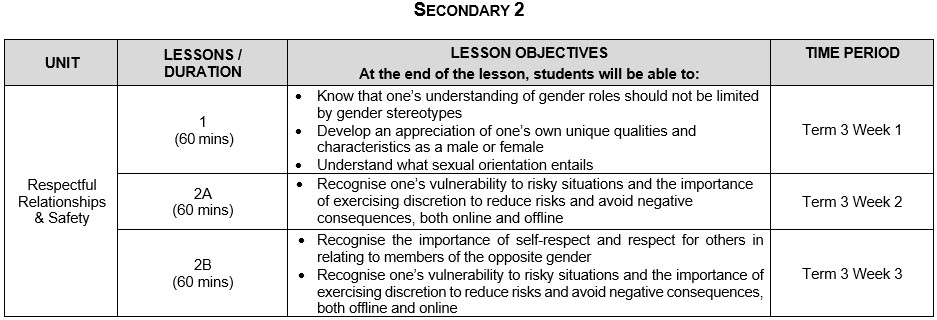 SECONDARY 2
UNIT
LESSONS /
DURATION
LESSON OBJECTIVES
At the end of the lesson, students will be able to:
TIME PERIOD
Respectful
Relationships
& Safety
1
(60 mins)
• Know that one's understanding of gender roles should not be limited
by gender stereotypes
• Develop an appreciation of one's own unique qualities and
characteristics as a male or female
• Understand what sexual orientation entails
Term 3 Week 1
2A
(60 mins)
• Recognise one's vulnerability to risky situations and the importance
of exercising discretion to reduce risks and avoid negative
consequences, both online and offline
Term 3 Week 2
2B
(60 mins)
• Recognise the importance of self-respect and respect for others in
relating to members of the opposite gender
• Recognise one's vulnerability to risky situations and the importance of
exercising discretion to reduce risks and avoid negative consequences,
both offline and online
Term 3 Week 3